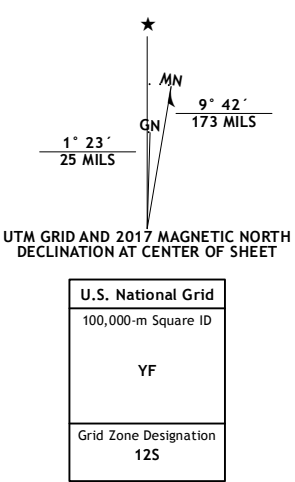 ★
MN
GN
9° 42´
173 MILS
1° 23´
25 MILS
UTM GRID AND 2017 MAGNETIC NORTH
DECLINATION AT CENTER OF SHEET
U.S. National Grid
100,000-m Square ID
YF
Grid Zone Designation
12S